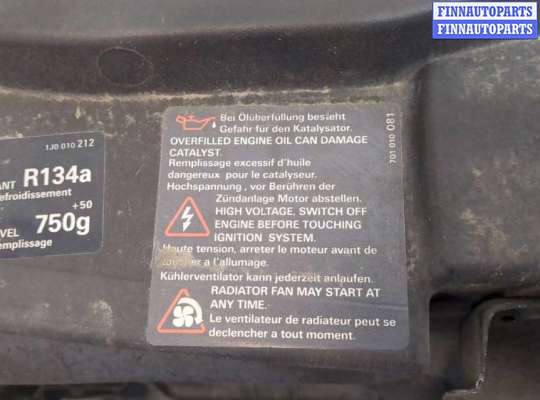 FINNAUTOPARTS
FINNAUTOPARTS
FINNAUTOPARTS
1J0 010 212
ANT R134a
efroidissement
+50
VEL 750g
emplissage
Bei Ölüberfüllung besieht
Gefahr für den Katalysator.
OVERFILLED ENGINE OIL CAN DAMAGE
CATALYST.
Remplissage excessif d'huile
dangereux pour le catalyseur.
Hochspannung , vor Berühren der
Zündanlage Motor abstellen.
HIGH VOLTAGE, SWITCH OFF
ENGINE BEFORE TOUCHING
IGNITION SYSTEM.
Haute tension, arreter le moteur avant de
toucher a l'allumage.
Kühlerventilator kann jederzeit anlaufen.
RADIATOR FAN MAY START AT
ANY TIME.
Le ventilateur de radiateur peut se
declencher a tout moment.
701 010 081